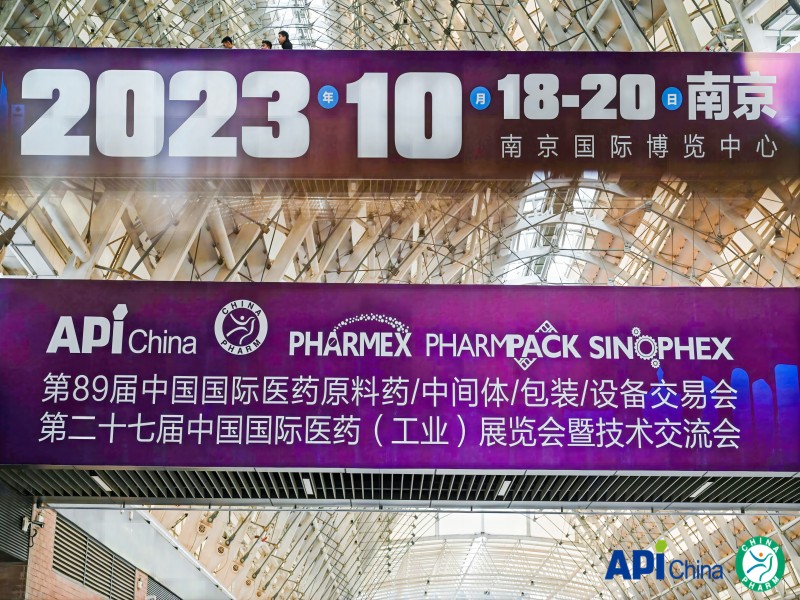 2023年10月18-20日南京
南京国际博览中心
API China CHINA PHARM PHARMEX PHARMPACK SINOPHEX
第89届中国国际医药原料药/中间体/包装/设备交易会
第二十七届中国国际医药（工业）展览会暨技术交流会
API China CHINA PHARM